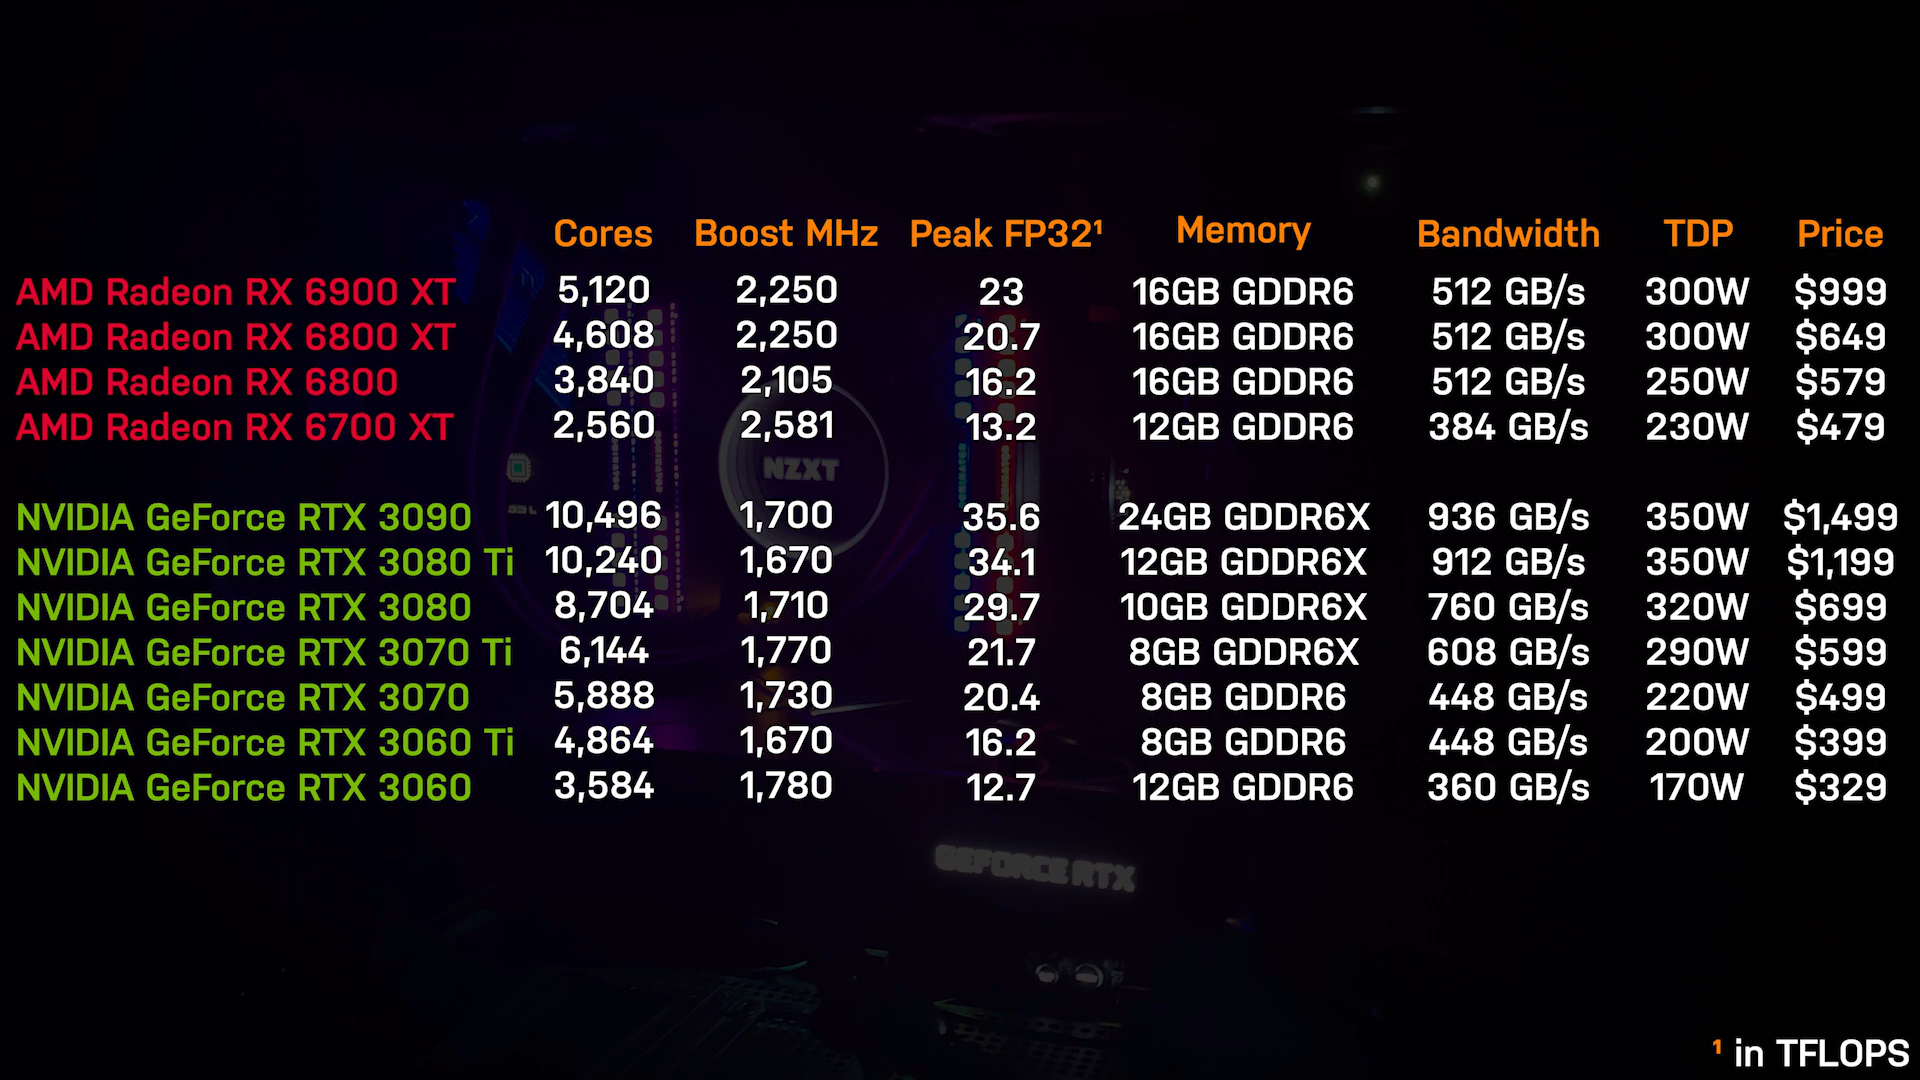 Cores Boost MHz Peak FP32¹ Memory Bandwidth TDP Price
AMD Radeon RX 6900 XT 5,120 2,250 23 16GB GDDR6 512 GB/s 300W $999
AMD Radeon RX 6800 XT 4,608 2,250 20.7 16GB GDDR6 512 GB/s 300W $649
AMD Radeon RX 6800 3,840 2,105 16.2 16GB GDDR6 512 GB/s 250W $579
AMD Radeon RX 6700 XT 2,560 2,581 13.2 12GB GDDR6 384 GB/s 230W $479
NZXT
NVIDIA GeForce RTX 3090 10,496 1,700 35.6 24GB GDDR6X 936 GB/s 350W $1,499
NVIDIA GeForce RTX 3080 Ti 10,240 1,670 34.1 12GB GDDR6X 912 GB/s 350W $1,199
NVIDIA GeForce RTX 3080 8,704 1,710 29.7 10GB GDDR6X 760 GB/s 320W $699
NVIDIA GeForce RTX 3070 Ti 6,144 1,770 21.7 8GB GDDR6X 608 GB/s 290W $599
NVIDIA GeForce RTX 3070 5,888 1,730 20.4 8GB GDDR6 448 GB/s 220W $499
NVIDIA GeForce RTX 3060 Ti 4,864 1,670 16.2 8GB GDDR6 448 GB/s 200W $399
NVIDIA GeForce RTX 3060 3,584 1,780 12.7 12GB GDDR6 360 GB/s 170W $329
GEFORCE RTX
¹ in TFLOPS